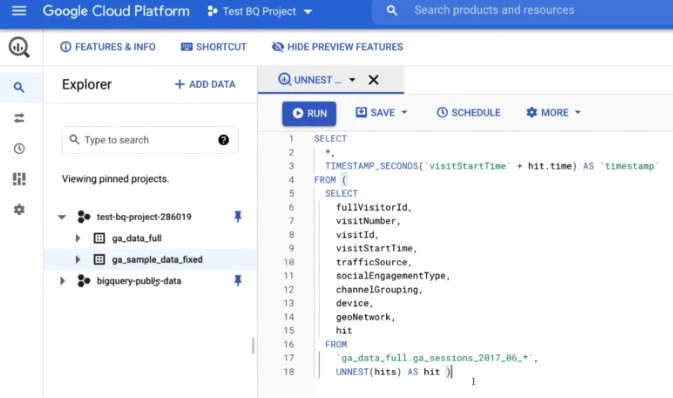 Google Cloud Platform
Test BQ Project
Search products and resources
FEATURES & INFO
SHORTCUT
HIDE PREVIEW FEATURES
Explorer
+ ADD DATA
Type to search
Viewing pinned projects.
test-bq-project-286019
ga_data_full
ga_sample_data_fixed
bigquery-public-data
UNNEST ...
RUN
SAVE
SCHEDULE
MORE
1 SELECT
2 *,
3 TIMESTAMP_SECONDS(`visitStartTime` + hit.time) AS `timestamp`
4 FROM (
5 SELECT
6 fullVisitorId,
7 visitNumber,
8 visitId,
9 visitStartTime,
10 trafficSource,
11 socialEngagementType,
12 channelGrouping,
13 device,
14 geoNetwork,
15 hit
16 FROM
17 `ga_data_full.ga_sessions_2017_06_*`,
18 UNNEST(hits) AS hit )